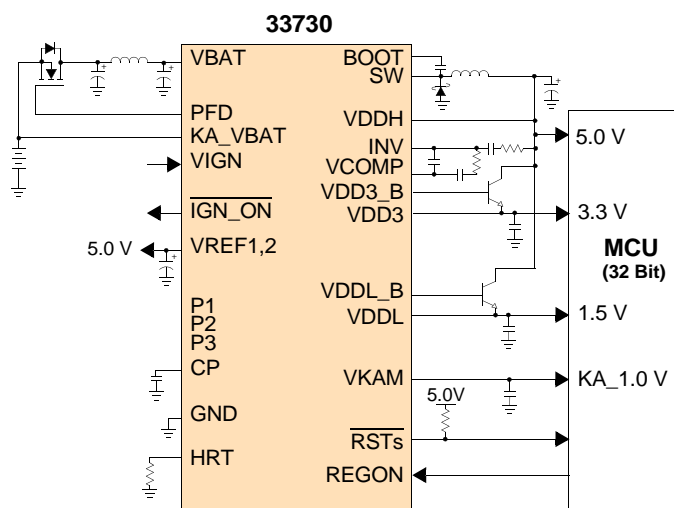 33730
VBAT
PFD
KA_VBAT
VIGN
IGN_ON
5.0 V
VREF1,2
P1
P2
P3
CP
GND
HRT
BOOT
SW
VDDH
INV
VCOMP
VDD3_B
VDD3
VDDL_B
VDDL
VKAM
5.0V
RSTs
REGON
5.0 V
3.3 V
MCU
(32 Bit)
1.5 V
KA_1.0 V